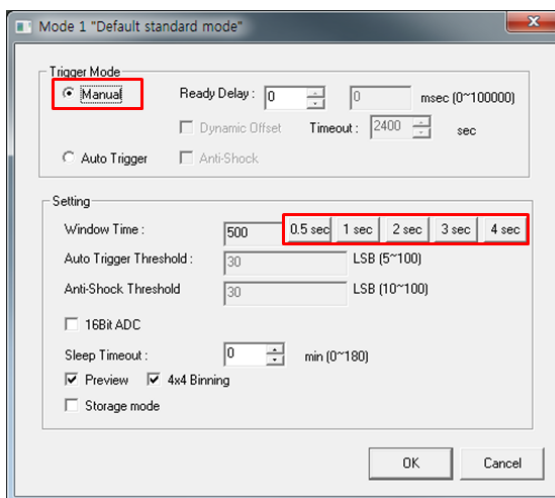 Mode 1 "Default standard mode"
Trigger Mode
Manual Ready Delay : 0 0 msec (0~100000)
Dynamic Offset Timeout : 2400 sec
Auto Trigger Anti-Shock
Setting
Window Time : 500 0.5 sec 1 sec 2 sec 3 sec 4 sec
Auto Trigger Threshold : 30 LSB (5~100)
Anti-Shock Threshold 30 LSB (10~100)
16Bit ADC
Sleep Timeout : 0 min (0~180)
Preview 4x4 Binning
Storage mode
OK Cancel